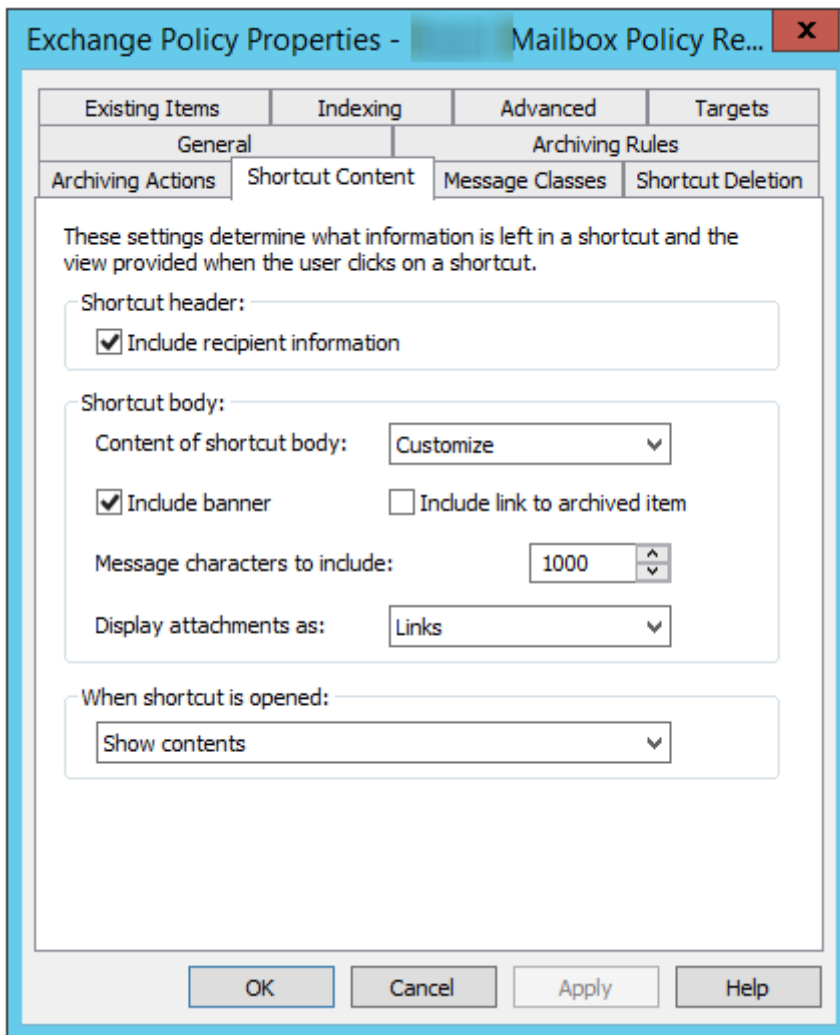 Exchange Policy Properties - Mailbox Policy Re... x
Existing Items Indexing Advanced Targets
General Archiving Rules
Archiving Actions Shortcut Content Message Classes Shortcut Deletion
These settings determine what information is left in a shortcut and the
view provided when the user clicks on a shortcut.
Shortcut header:
Include recipient information
Shortcut body:
Content of shortcut body: Customize
Include banner Include link to archived item
Message characters to include: 1000
Display attachments as: Links
When shortcut is opened:
Show contents
OK Cancel Apply Help